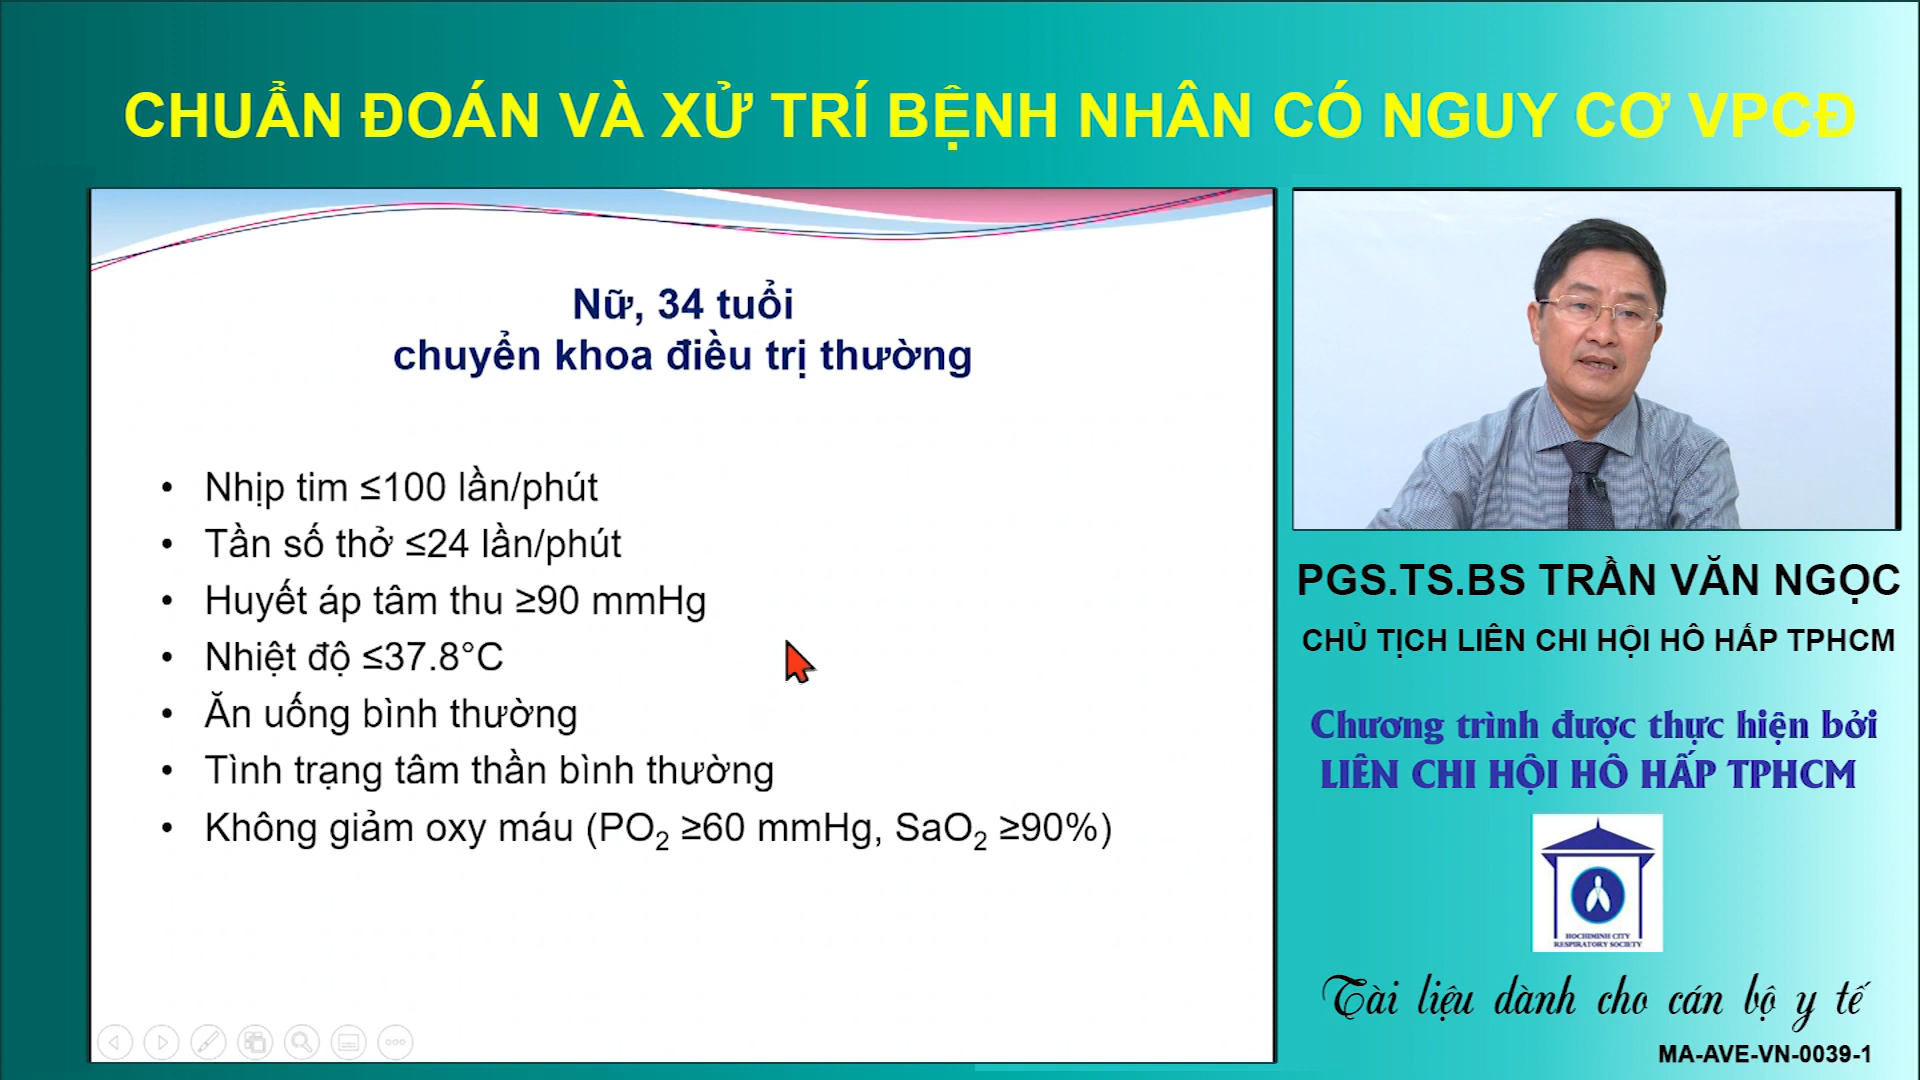 CHUẨN ĐOÁN VÀ XỬ TRÍ BỆNH NHÂN CÓ NGUY CƠ VPCĐ
Nữ, 34 tuổi
chuyển khoa điều trị thường
• Nhịp tim ≤100 lần/phút
• Tần số thở ≤24 lần/phút
• Huyết áp tâm thu ≥90 mmHg
• Nhiệt độ ≤37.8°C
• Ăn uống bình thường
• Tình trạng tâm thần bình thường
• Không giảm oxy máu (PO₂ ≥60 mmHg, SaO₂ ≥90%)
PGS.TS.BS TRẦN VĂN NGỌC
CHỦ TỊCH LIÊN CHI HỘI HÔ HẤP TPHCM
Chương trình được thực hiện bởi
LIÊN CHI HỘI HÔ HẤP TPHCM
HOCHIMINH CITY
RESPIRATORY SOCIETY
Tài liệu dành cho cán bộ y tế
MA-AVE-VN-0039-1